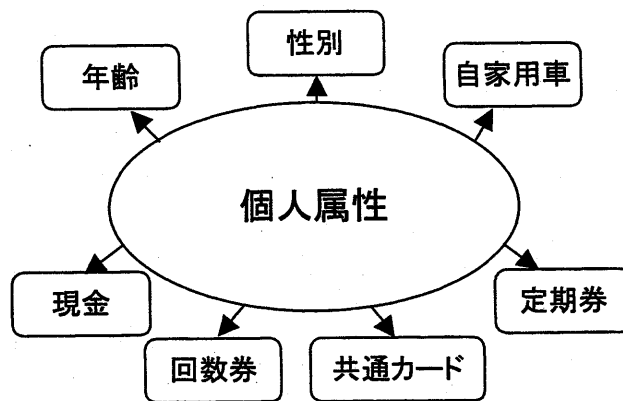 性別
年齢
自家用車
個人属性
現金
定期券
回数券
共通カード